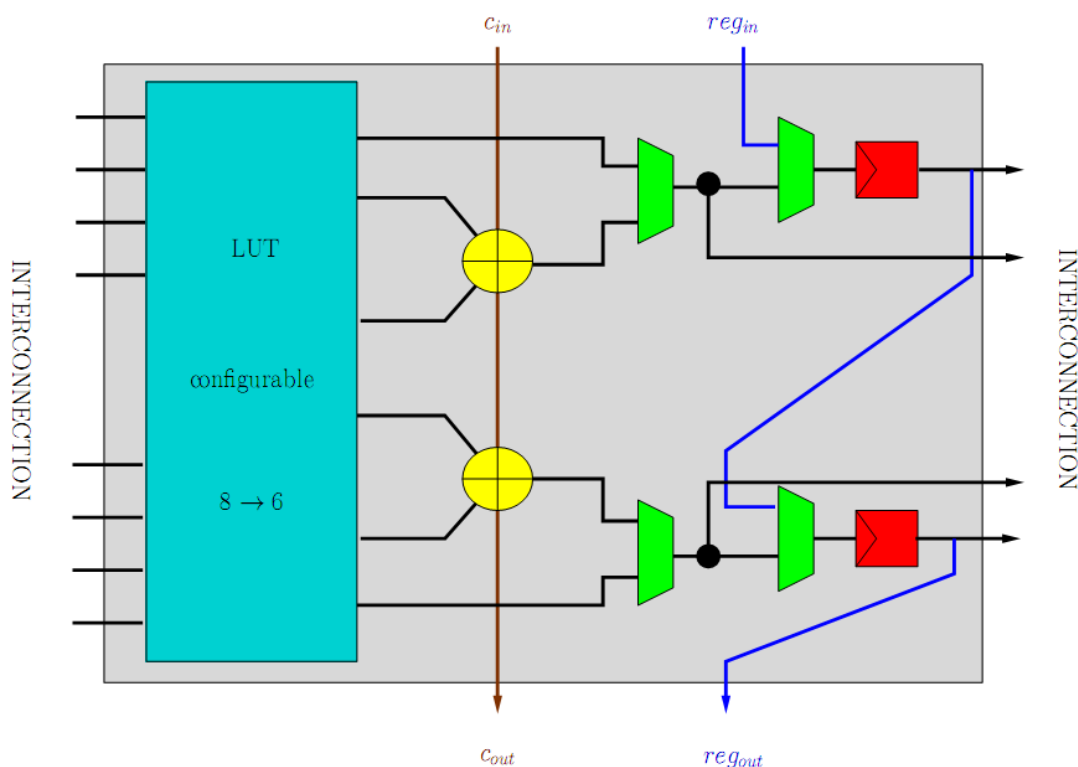 c_in
reg_in
INTERCONNECTION
LUT
configurable
8 → 6
INTERCONNECTION
c_out
reg_out